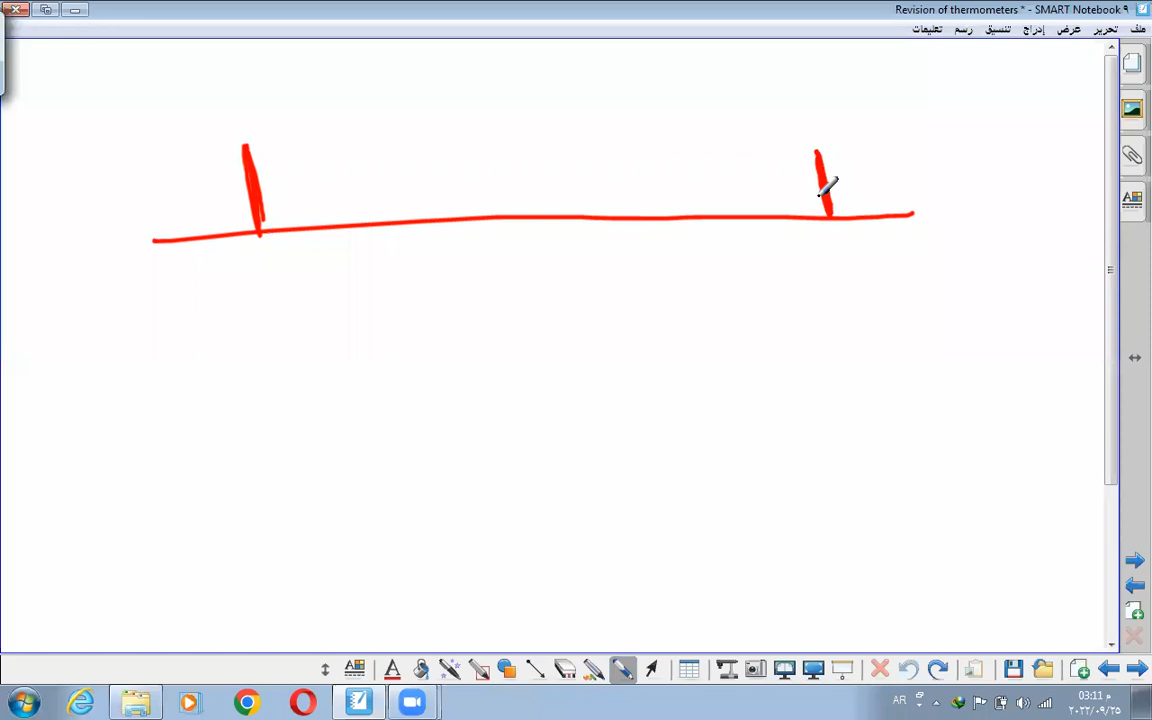 Revision of thermometers * - SMART Notebook ٩
ملف تحرير عرض إدراج تنسيق رسم تعليمات
AR
03:11 م
٢٠٢٢/٠٩/٢٥